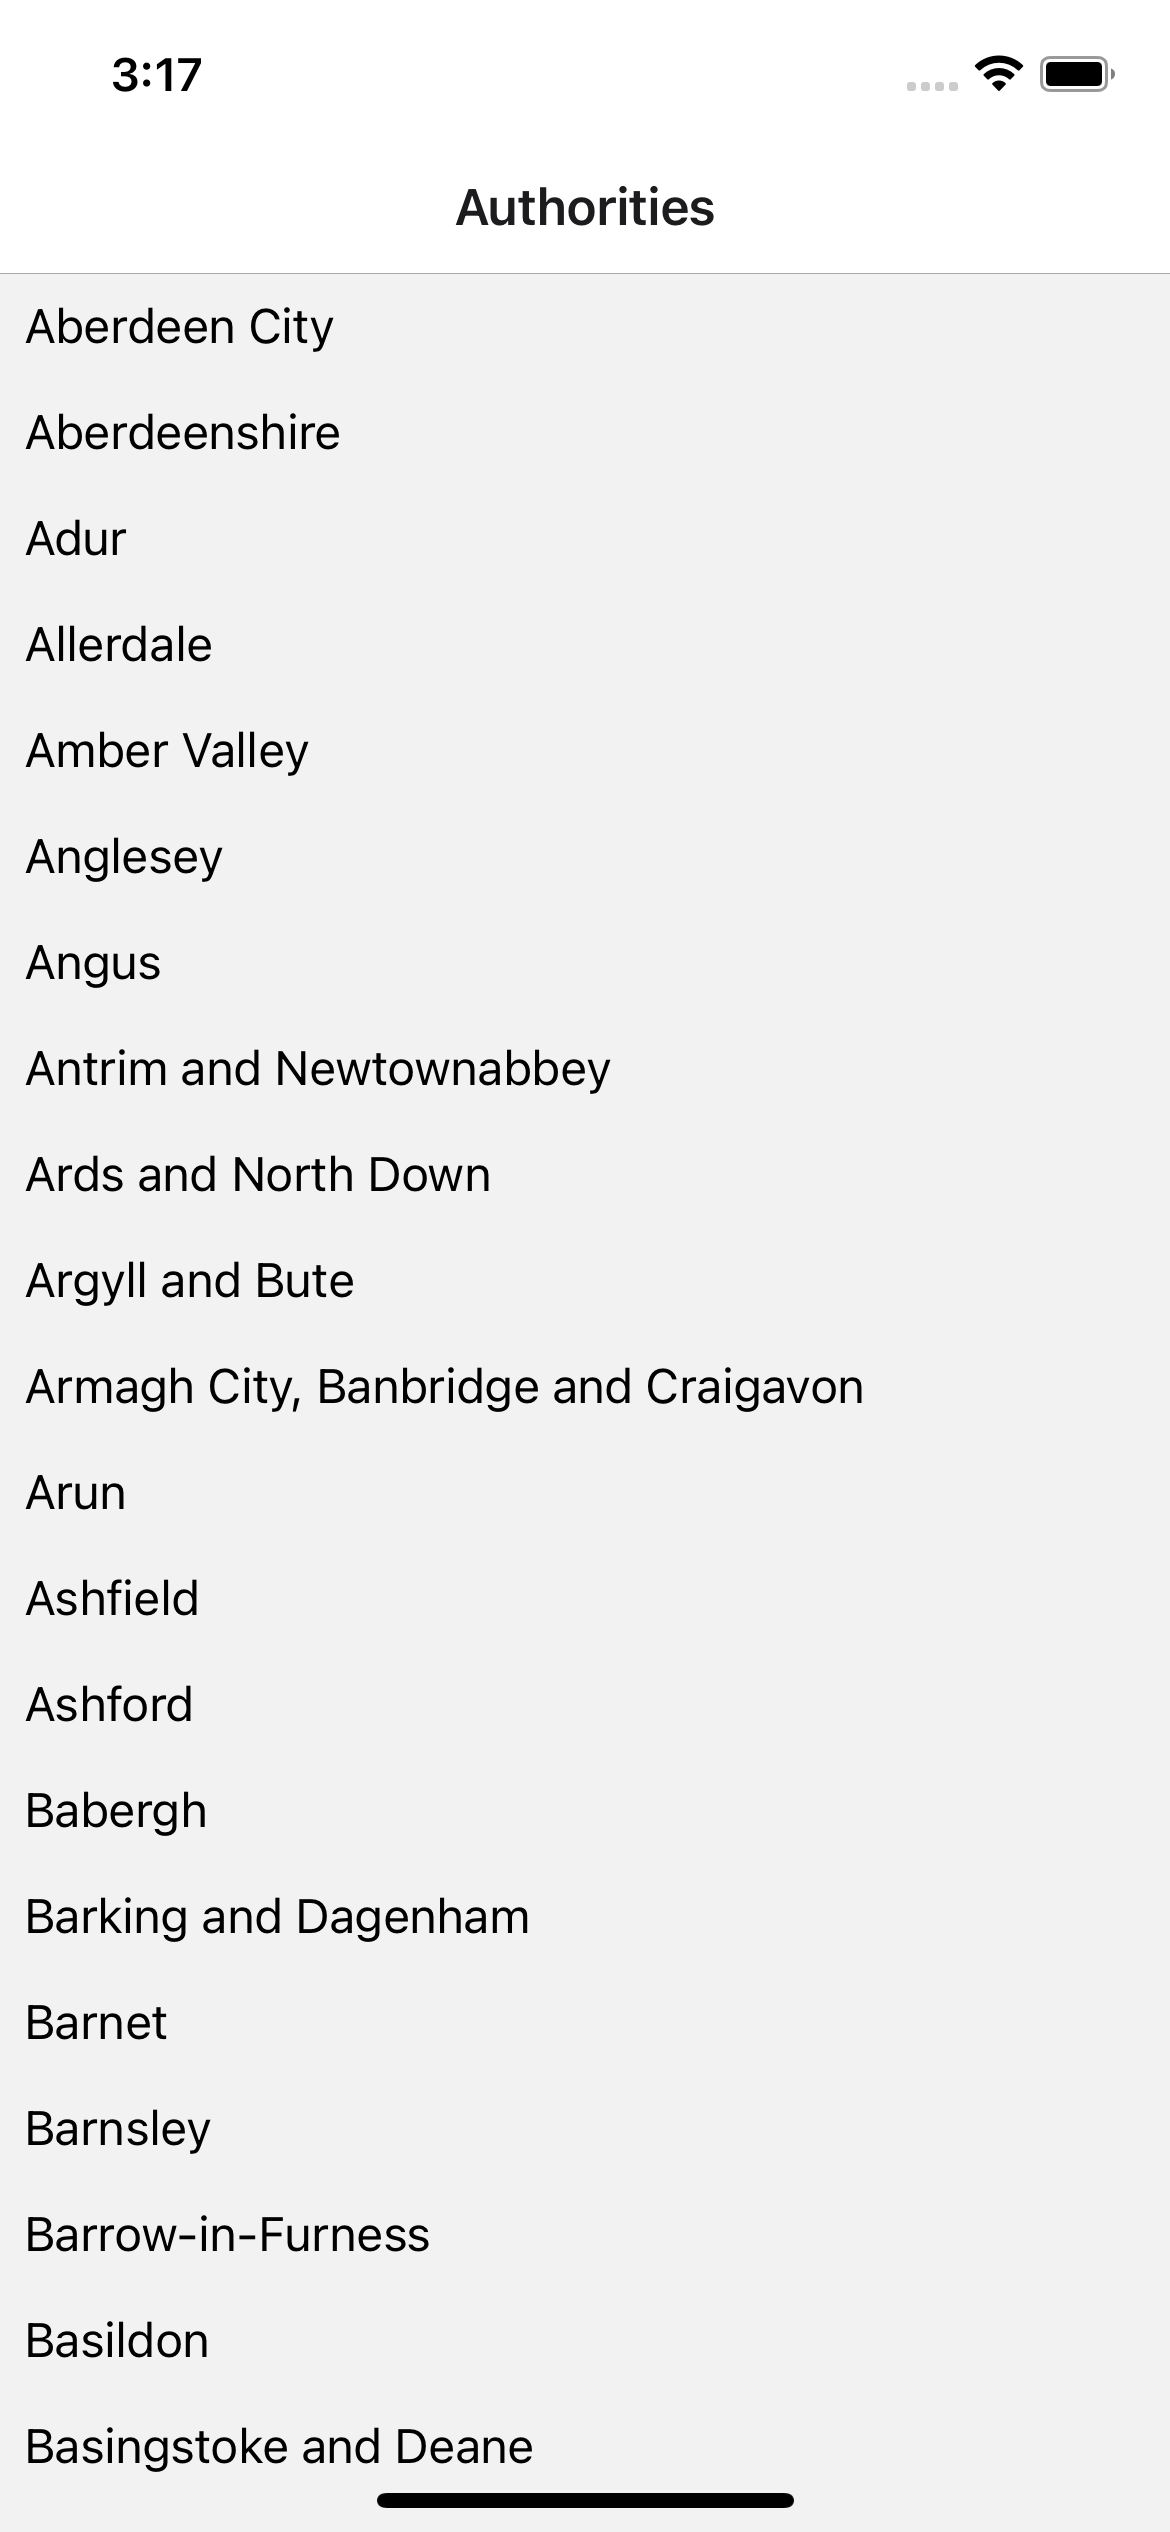 3:17
Authorities
Aberdeen City
Aberdeenshire
Adur
Allerdale
Amber Valley
Anglesey
Angus
Antrim and Newtownabbey
Ards and North Down
Argyll and Bute
Armagh City, Banbridge and Craigavon
Arun
Ashfield
Ashford
Babergh
Barking and Dagenham
Barnet
Barnsley
Barrow-in-Furness
Basildon
Basingstoke and Deane